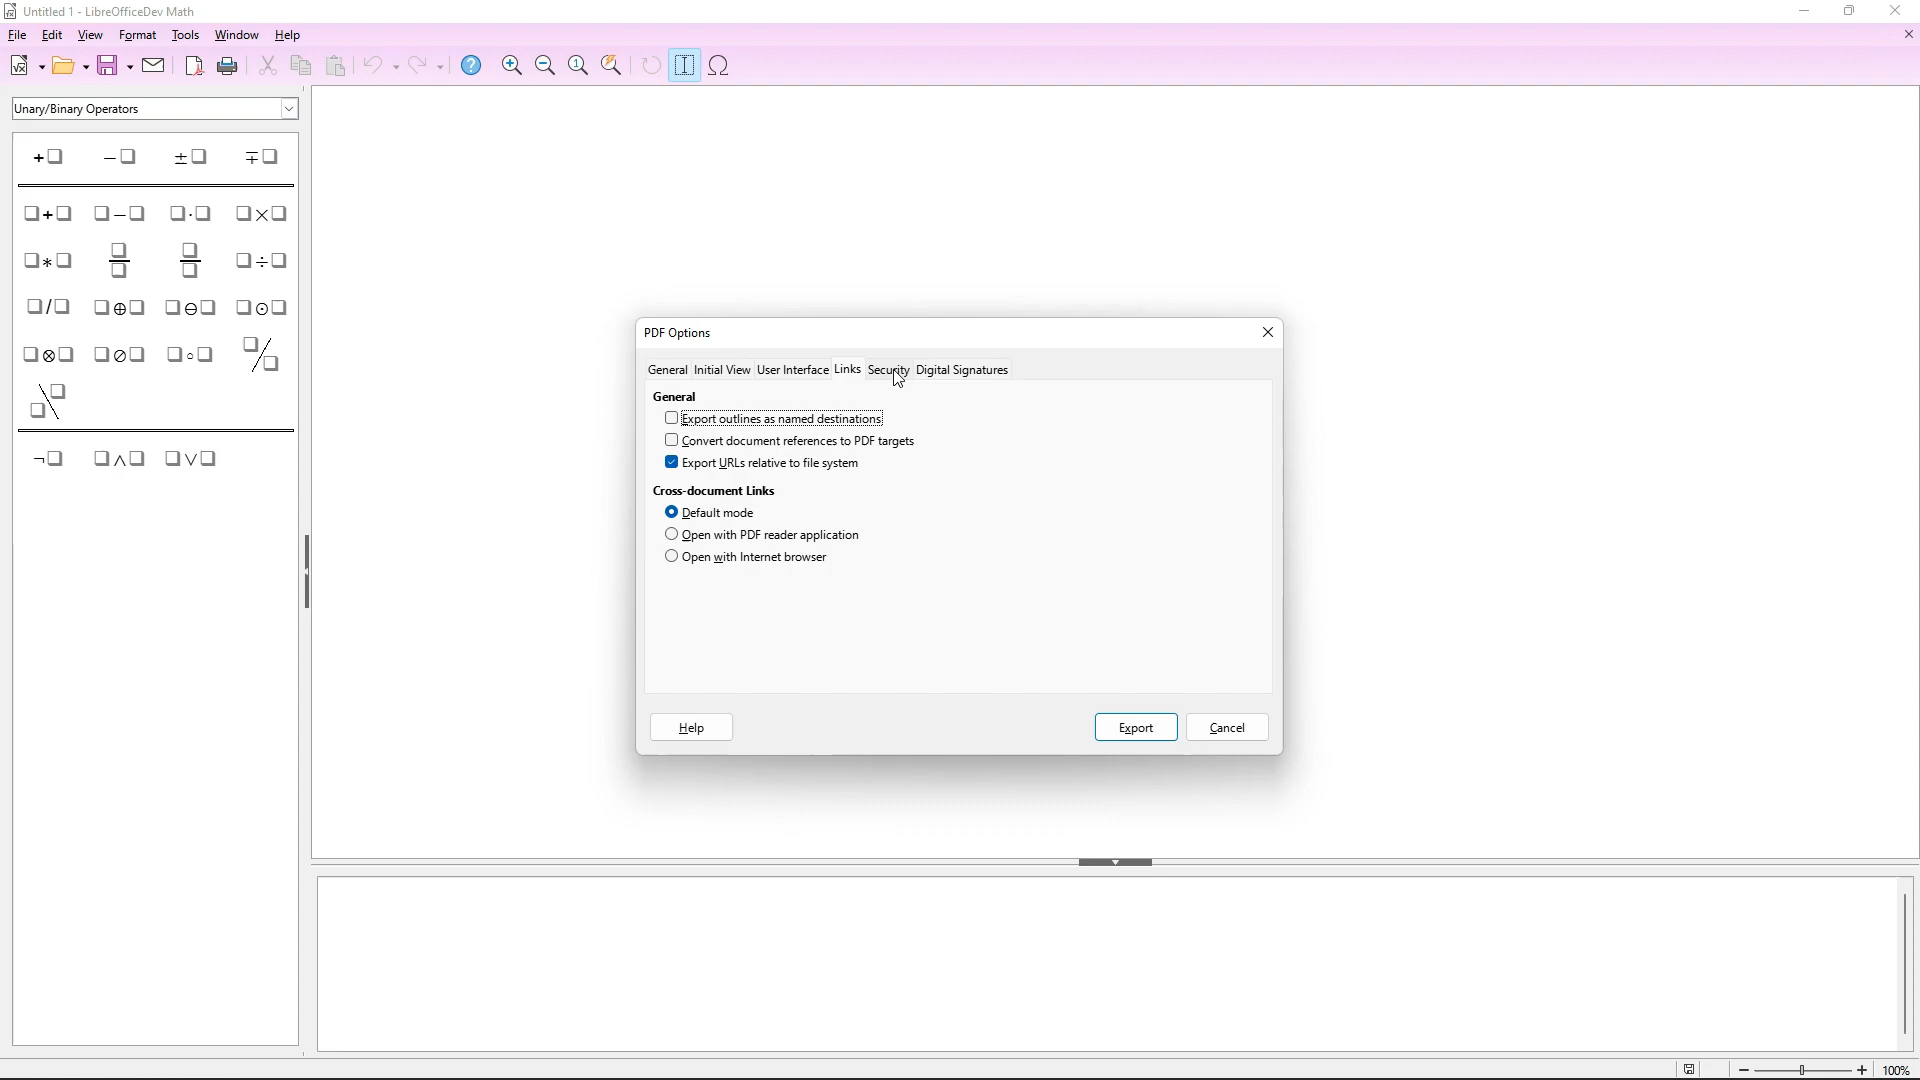 Untitled 1 - LibreOfficeDev Math
File Edit View Format Tools Window Help
Unary/Binary Operators
PDF Options
General Initial View User Interface Links Security Digital Signatures
General
Export outlines as named destinations
Convert document references to PDF targets
Export URLs relative to file system
Cross-document Links
Default mode
Open with PDF reader application
Open with Internet browser
Help Export Cancel
100%